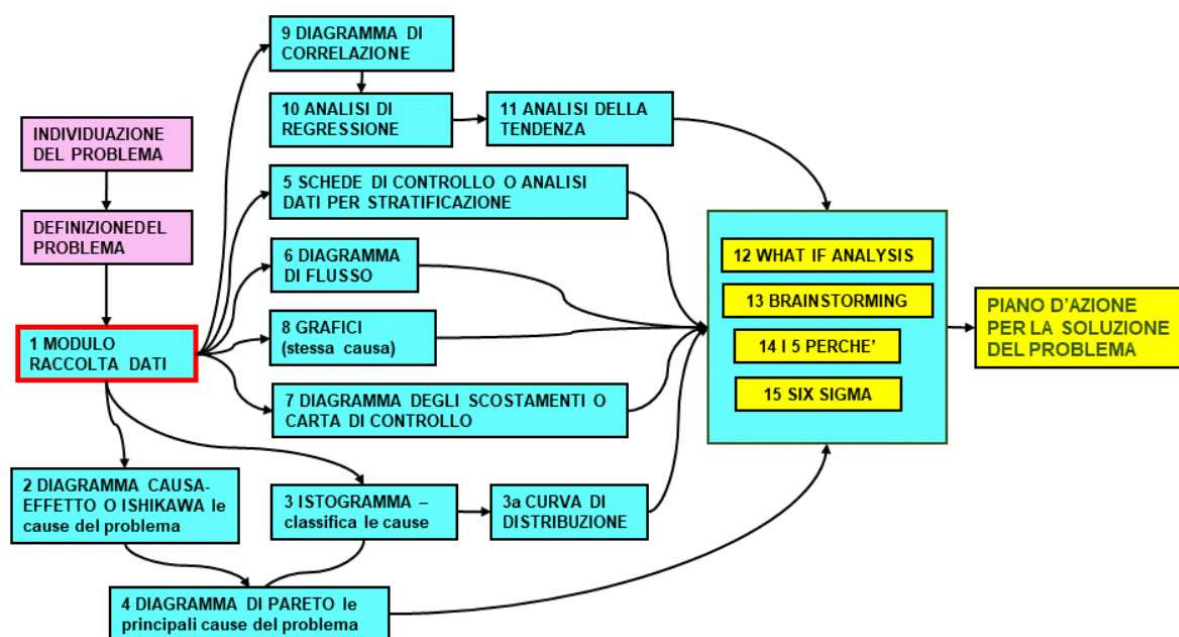 9 DIAGRAMMA DI
CORRELAZIONE
10 ANALISI DI
REGRESSIONE
11 ANALISI DELLA
TENDENZA
INDIVIDUAZIONE
DEL PROBLEMA
DEFINIZIONEDEL
PROBLEMA
1 MODULO
RACCOLTA DATI
5 SCHEDE DI CONTROLLO O ANALISI
DATI PER STRATIFICAZIONE
6 DIAGRAMMA
DI FLUSSO
8 GRAFICI
(stessa causa)
7 DIAGRAMMA DEGLI SCOSTAMENTI O
CARTA DI CONTROLLO
2 DIAGRAMMA CAUSA-
EFFETTO O ISHIKAWA le
cause del problema
3 ISTOGRAMMA –
classifica le cause
3a CURVA DI
DISTRIBUZIONE
4 DIAGRAMMA DI PARETO le
principali cause del problema
12 WHAT IF ANALYSIS
13 BRAINSTORMING
14 I 5 PERCHE'
15 SIX SIGMA
PIANO D'AZIONE
PER LA SOLUZIONE
DEL PROBLEMA